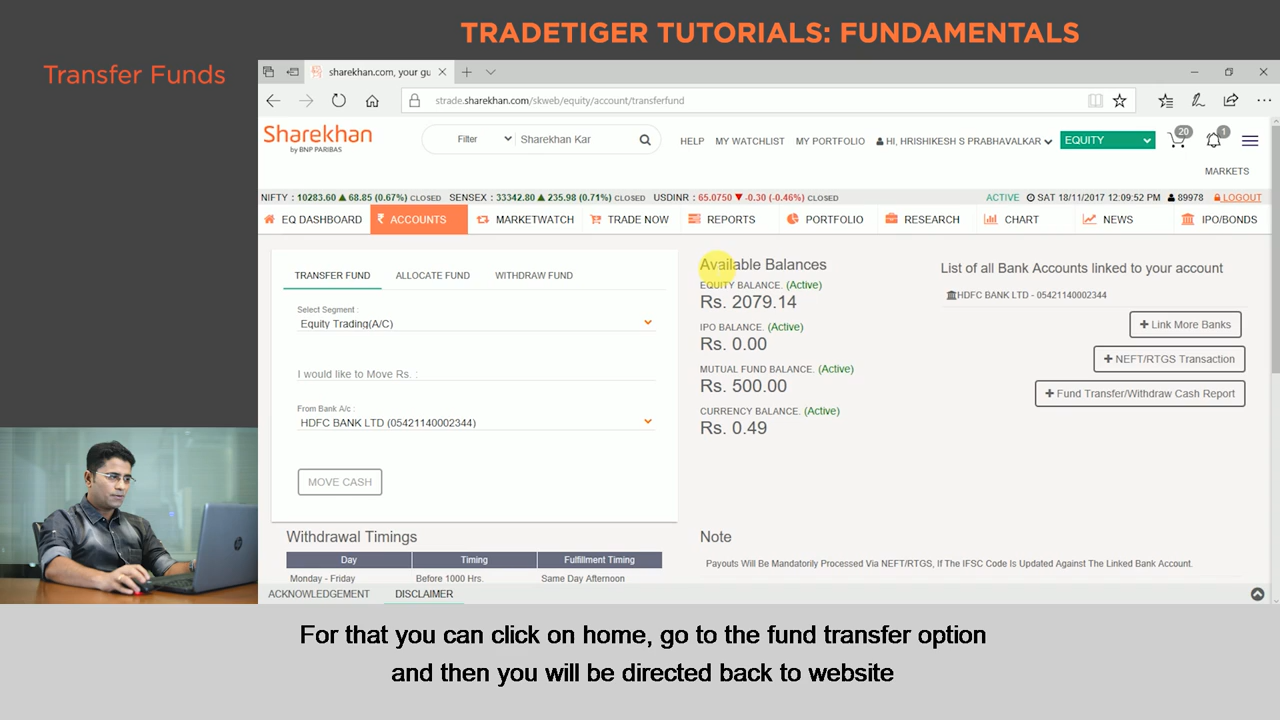 TRADETIGER TUTORIALS: FUNDAMENTALS
Transfer Funds
sharekhan.com, your gu
strade.sharekhan.com/skweb/equity/account/transferfund
Sharekhan
by BNP PARIBAS
Filter
Sharekhan Kar
HELP
MY WATCHLIST
MY PORTFOLIO
HI, HRISHIKESH S PRABHAVALKAR
EQUITY
20
1
MARKETS
NIFTY : 10283.60 ▲ 68.85 (0.67%) CLOSED SENSEX : 33342.80 ▲ 235.98 (0.71%) CLOSED USDINR : 65.0750 ▼ -0.30 (-0.46%) CLOSED
ACTIVE SAT 18/11/2017 12:09:52 PM 89978 LOGOUT
EQ DASHBOARD
ACCOUNTS
MARKETWATCH
TRADE NOW
REPORTS
PORTFOLIO
RESEARCH
CHART
NEWS
IPO/BONDS
TRANSFER FUND
ALLOCATE FUND
WITHDRAW FUND
Select Segment :
Equity Trading(A/C)
I would like to Move Rs. :
From Bank A/c :
HDFC BANK LTD (05421140002344)
MOVE CASH
Available Balances
EQUITY BALANCE. (Active)
Rs. 2079.14
IPO BALANCE. (Active)
Rs. 0.00
MUTUAL FUND BALANCE. (Active)
Rs. 500.00
CURRENCY BALANCE. (Active)
Rs. 0.49
List of all Bank Accounts linked to your account
HDFC BANK LTD - 05421140002344
+ Link More Banks
+ NEFT/RTGS Transaction
+ Fund Transfer/Withdraw Cash Report
Withdrawal Timings
Day Timing Fulfillment Timing
Monday - Friday Before 1000 Hrs. Same Day Afternoon
Note
Payouts Will Be Mandatorily Processed Via NEFT/RTGS, If The IFSC Code Is Updated Against The Linked Bank Account.
ACKNOWLEDGEMENT
DISCLAIMER
For that you can click on home, go to the fund transfer option
and then you will be directed back to website